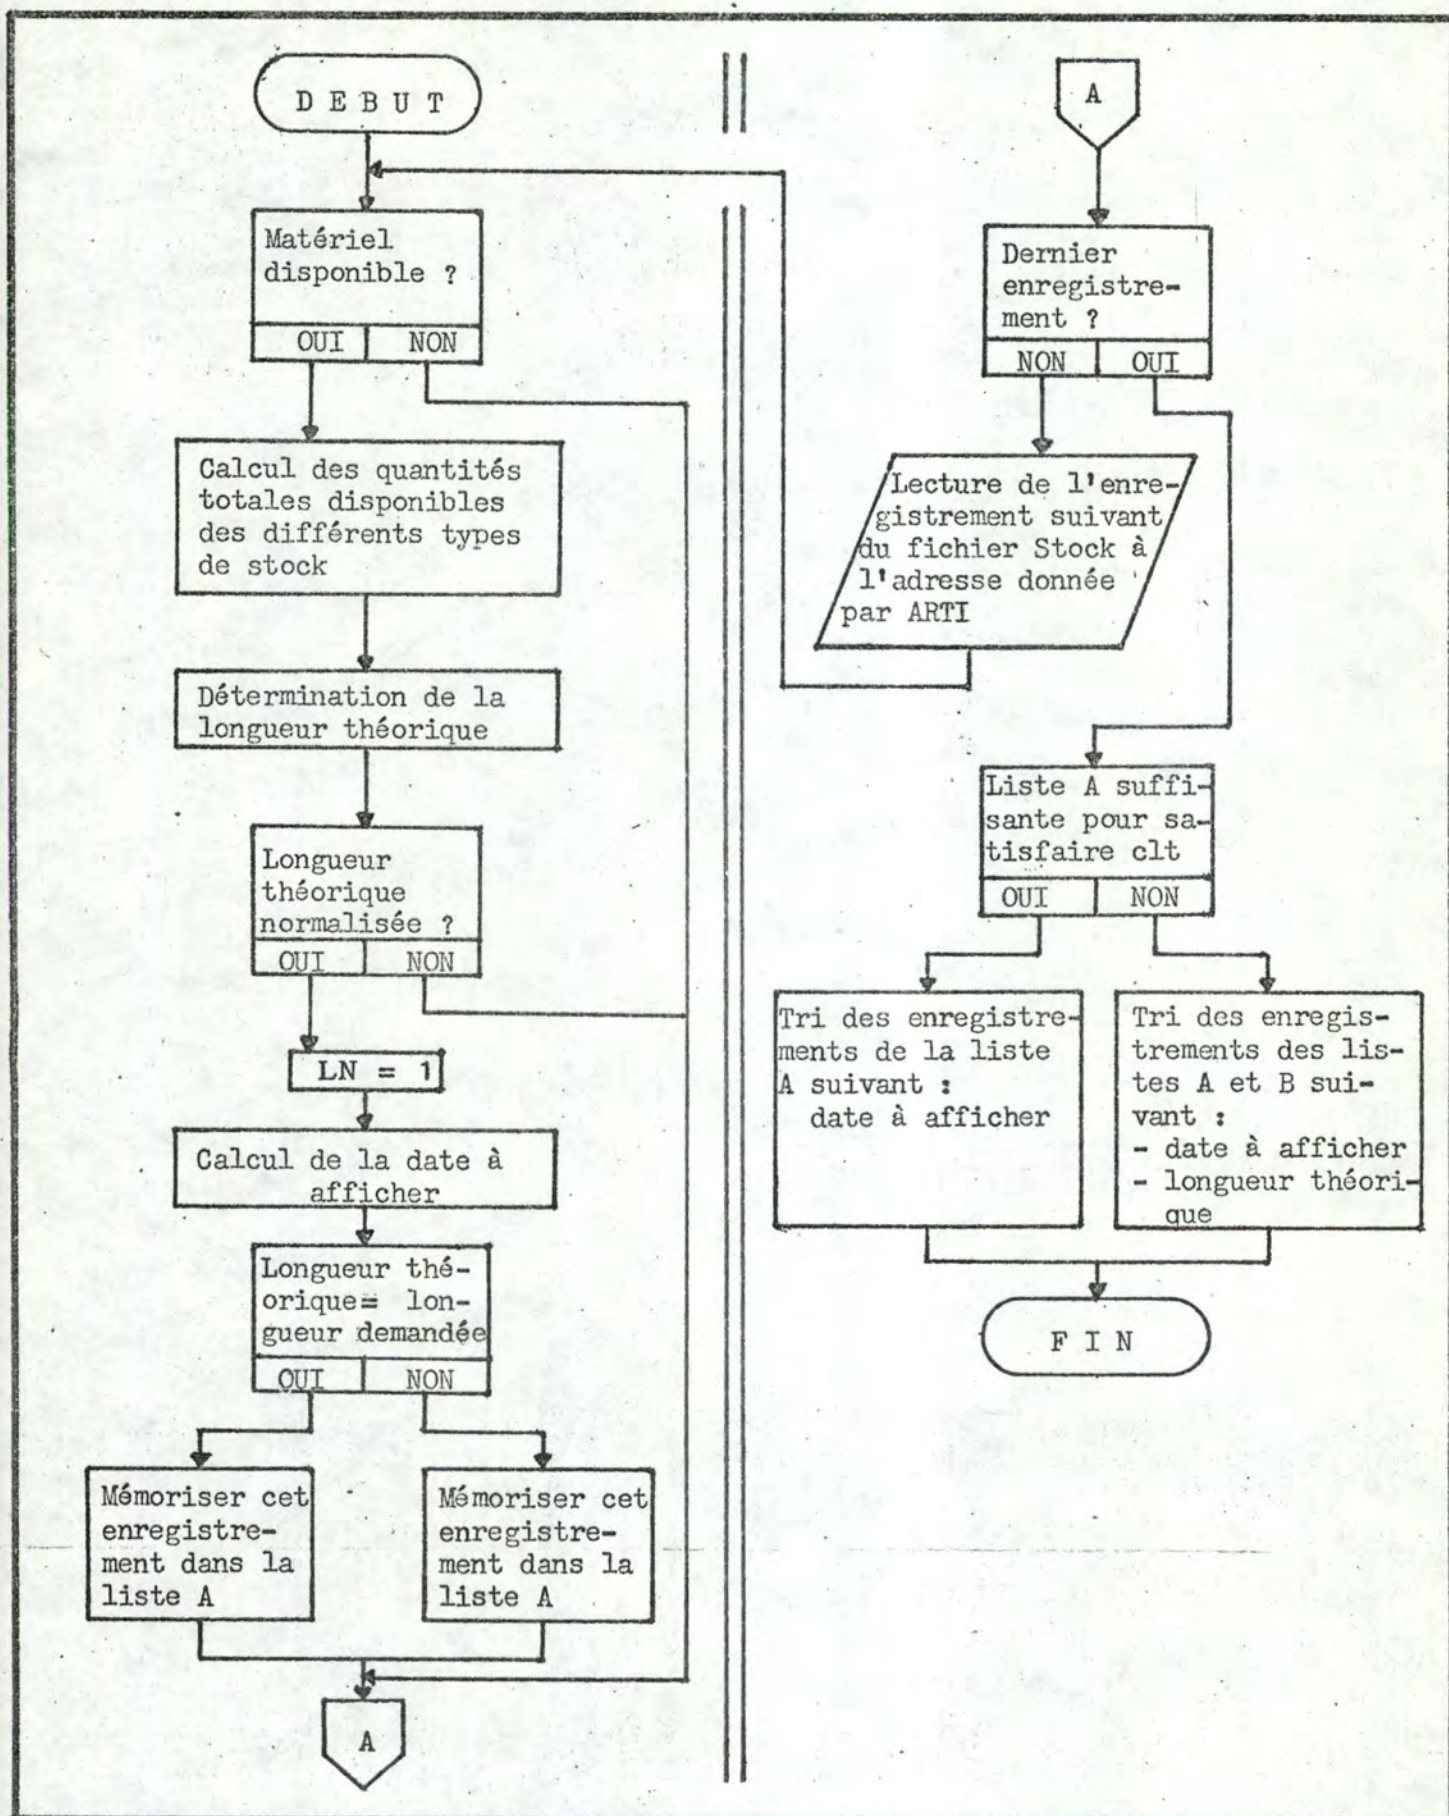 D E B U T
Matériel
disponible ?
OUI NON
Calcul des quantités
totales disponibles
des différents types
de stock
Détermination de la
longueur théorique
Longueur
théorique
normalisée ?
OUI NON
LN = 1
Calcul de la date à
afficher
Longueur thé-
orique= lon-
gueur demandée
OUI NON
Mémoriser cet
enregistre-
ment dans la
liste A
Mémoriser cet
enregistre-
ment dans la
liste A
A
A
Dernier
enregistre-
ment ?
NON OUI
Lecture de l'enre-
gistrement suivant
du fichier Stock à
l'adresse donnée
par ARTI
Liste A suffi-
sante pour sa-
tisfaire clt
OUI NON
Tri des enregistre-
ments de la liste
A suivant :
date à afficher
Tri des enregis-
trements des lis-
tes A et B sui-
vant :
- date à afficher
- longueur théori-
que
F I N